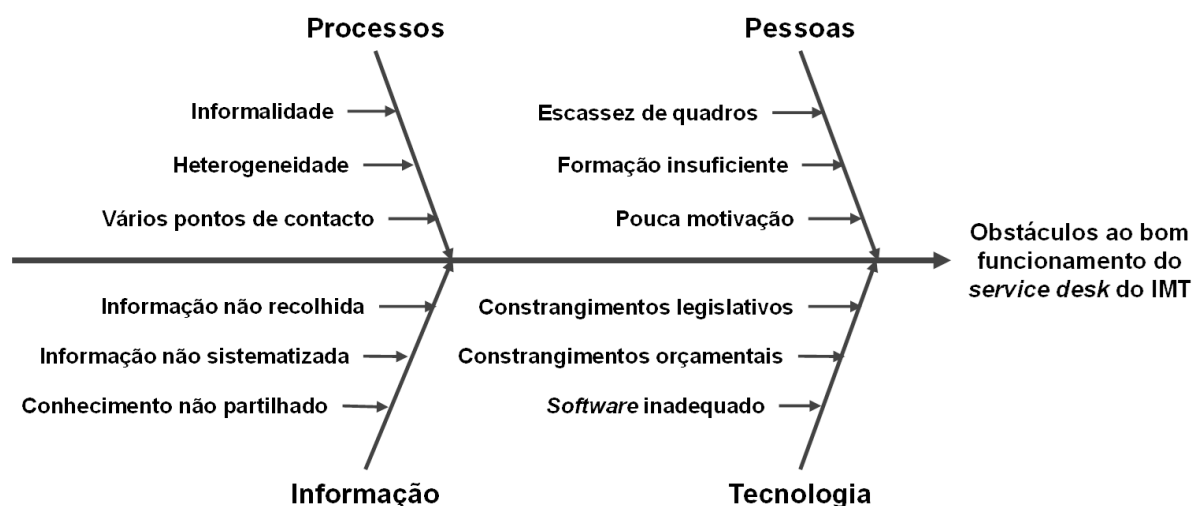 Processos
Pessoas
Informalidade
Escassez de quadros
Heterogeneidade
Formação insuficiente
Vários pontos de contacto
Pouca motivação
Obstáculos ao bom
funcionamento do
service desk do IMT
Informação não recolhida
Constrangimentos legislativos
Informação não sistematizada
Constrangimentos orçamentais
Conhecimento não partilhado
Software inadequado
Informação
Tecnologia